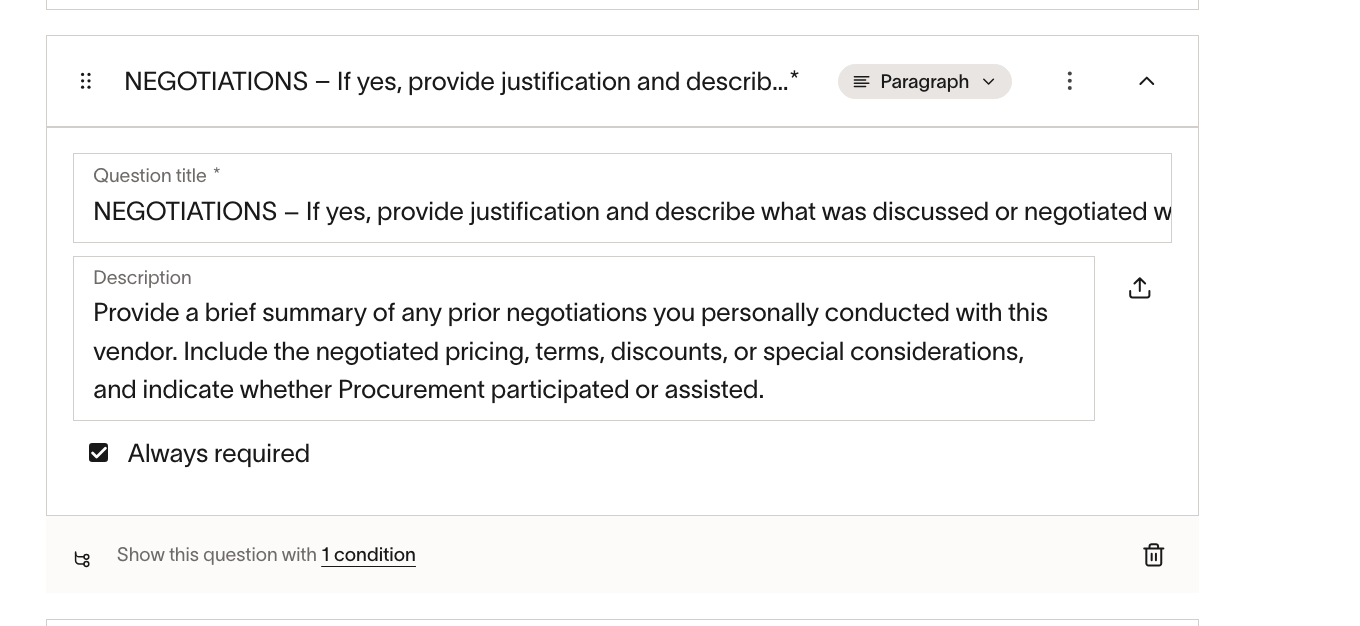 NEGOTIATIONS – If yes, provide justification and describ...*
Paragraph
Question title *
NEGOTIATIONS – If yes, provide justification and describe what was discussed or negotiated w
Description
Provide a brief summary of any prior negotiations you personally conducted with this
vendor. Include the negotiated pricing, terms, discounts, or special considerations,
and indicate whether Procurement participated or assisted.
Always required
Show this question with 1 condition